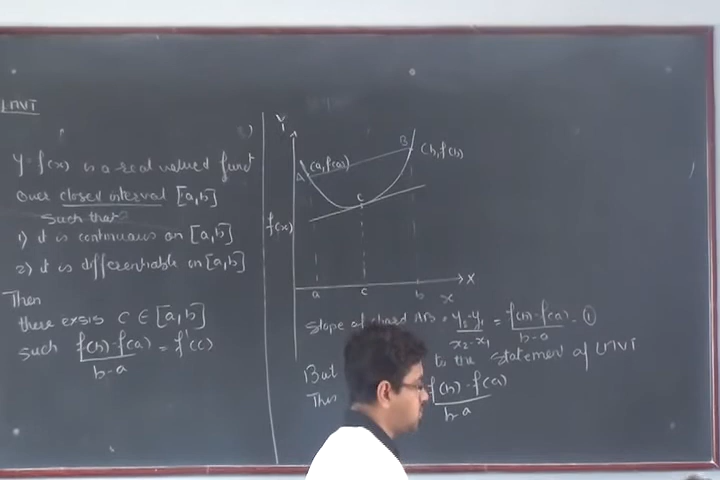 LMVT
y = f(x) is a real valued funct
over closed interval [a,b]
Such that
1) it is continuous on [a,b]
2) it is differentiable on [a,b]
Then
there exsis C ∈ [a,b]
such f(b)-f(a)/b-a = f'(c)
Y
A (a, f(a))
B (b, f(b)
C
f(x)
a c b
X
x
slope of chord AB = y₂-y₁/x₂-x₁ = f(b)-f(a)/b-a - ①
But to the statement of LMVT
This f(b)-f(a)/b-a